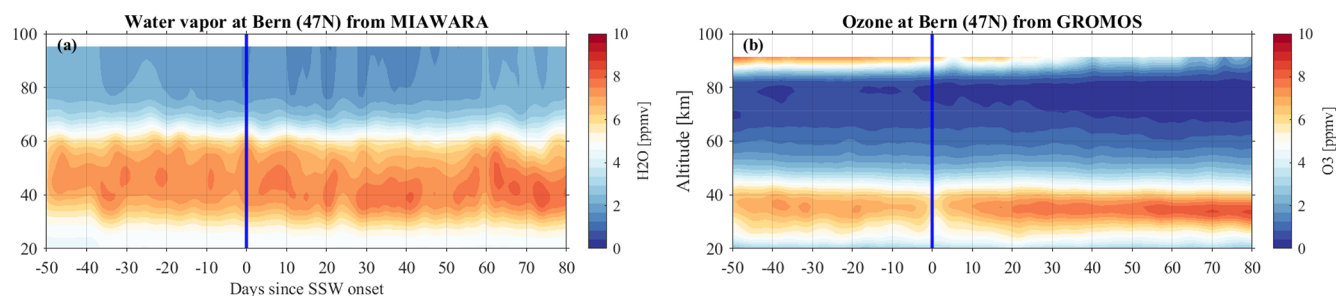 Water vapor at Bern (47N) from MIAWARA
(a)
100
80
60
40
20
-50 -40 -30 -20 -10 0 10 20 30 40 50 60 70 80
Days since SSW onset
10
8
6
4
2
0
H2O [ppmv]
Ozone at Bern (47N) from GROMOS
(b)
Altitude [km]
100
80
60
40
20
-50 -40 -30 -20 -10 0 10 20 30 40 50 60 70 80
10
8
6
4
2
0
O3 [ppmv]